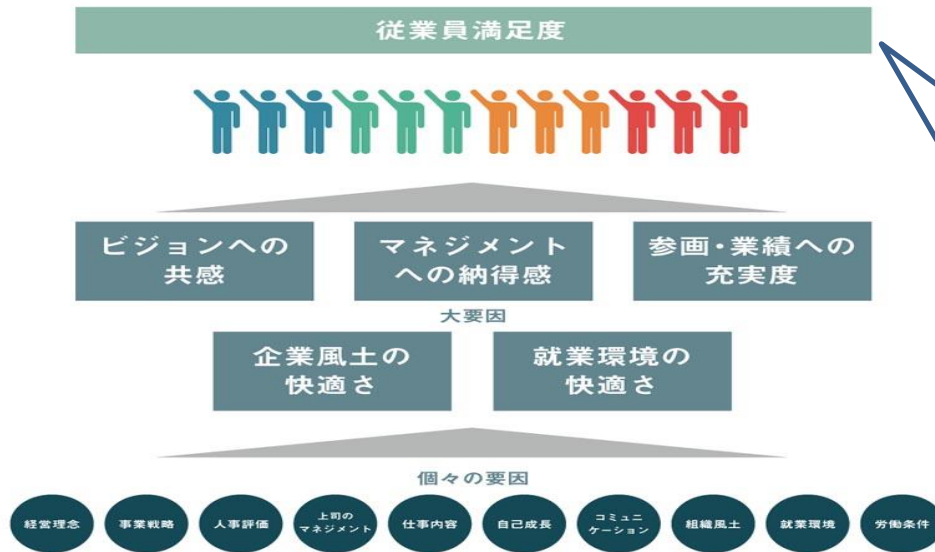 従業員満足度
ビジョンへの
共感
マネジメント
への納得感
参画・業績への
充実度
大要因
企業風土の
快適さ
就業環境の
快適さ
個々の要因
経営理念
事業戦略
人事評価
上司の
マネジメント
仕事内容
自己成長
コミュニ
ケーション
組織風土
就業環境
労働条件